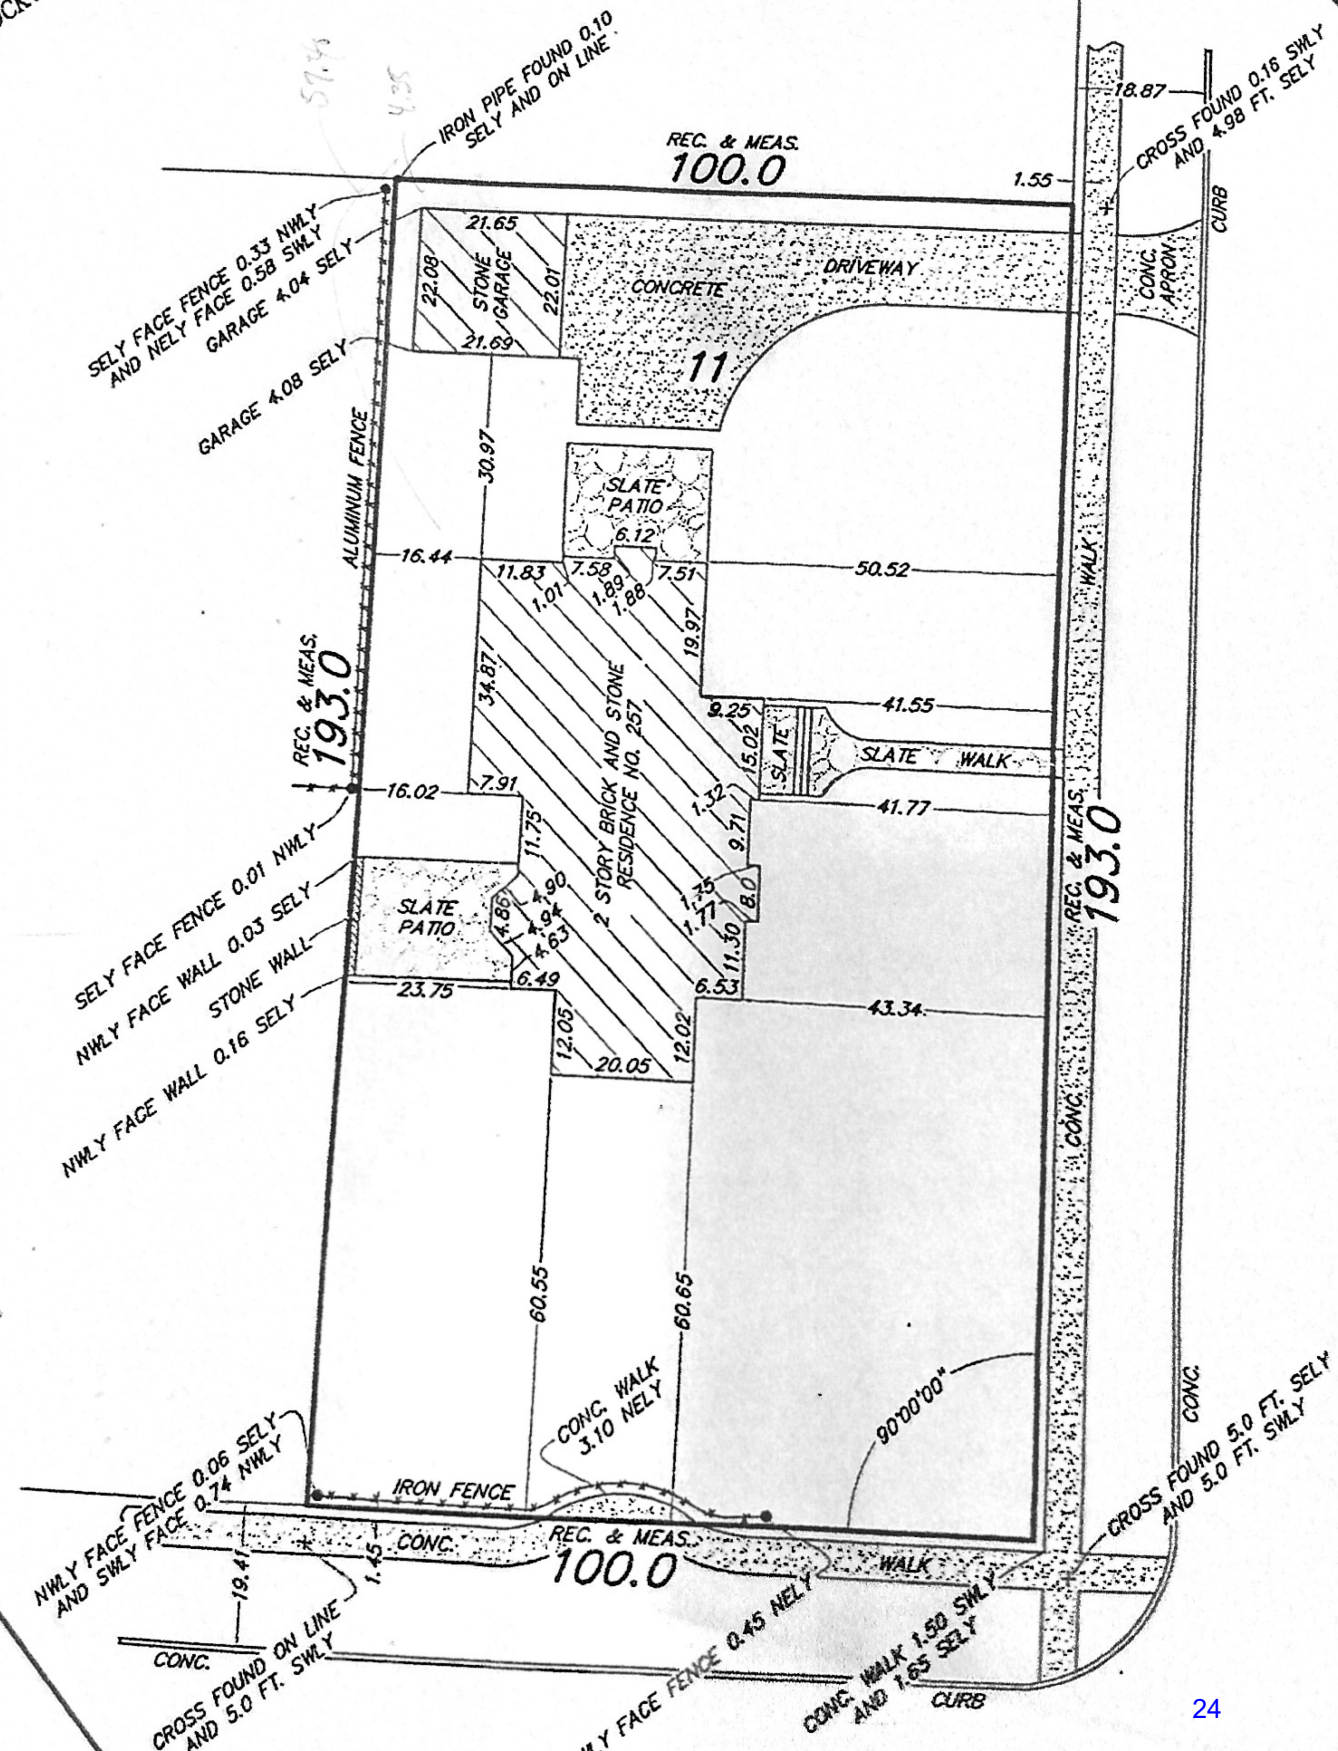 57.45
4.35
IRON PIPE FOUND 0.10
SELY AND ON LINE
REC. & MEAS.
100.0
1.55
18.87
CROSS FOUND 0.16 SWLY
AND 4.98 FT. SELY
CURB
SELY FACE FENCE 0.33 NWLY
AND NELY FACE 0.58 SWLY
GARAGE 4.04 SELY
GARAGE 4.08 SELY
21.65
22.08
STONE
GARAGE
22.01
21.69
CONCRETE
DRIVEWAY
CONC.
APRON
11
ALUMINUM FENCE
30.97
SLATE
PATIO
6.12
16.44
11.83
7.58
7.51
50.52
1.01
1.89
1.88
WALK
19.97
REC. & MEAS.
193.0
34.87
2 STORY BRICK AND STONE
RESIDENCE NO. 257
9.25
41.55
15.02
SLATE
SLATE WALK
16.02
7.91
1.32
41.77
11.75
9.71
REC. & MEAS.
193.0
SELY FACE FENCE 0.01 NWLY
NWLY FACE WALL 0.03 SELY
STONE WALL
NWLY FACE WALL 0.16 SELY
SLATE
PATIO
4.90
4.86
4.94
4.63
1.75
8.0
1.77
11.30
23.75
6.49
6.53
43.34
12.05
20.05
12.02
CONC.
60.55
60.65
90°00'00"
CONC. WALK
3.10 NELY
CONC.
CROSS FOUND 5.0 FT. SELY
AND 5.0 FT. SWLY
NWLY FACE FENCE 0.06 SELY
AND SWLY FACE 0.74 NWLY
IRON FENCE
CONC.
REC. & MEAS.
100.0
WALK
19.41
1.45
CONC.
CROSS FOUND ON LINE
AND 5.0 FT. SWLY
LY FACE FENCE 0.45 NELY
CONC. WALK 1.50 SWLY
AND 1.65 SELY
CURB
24